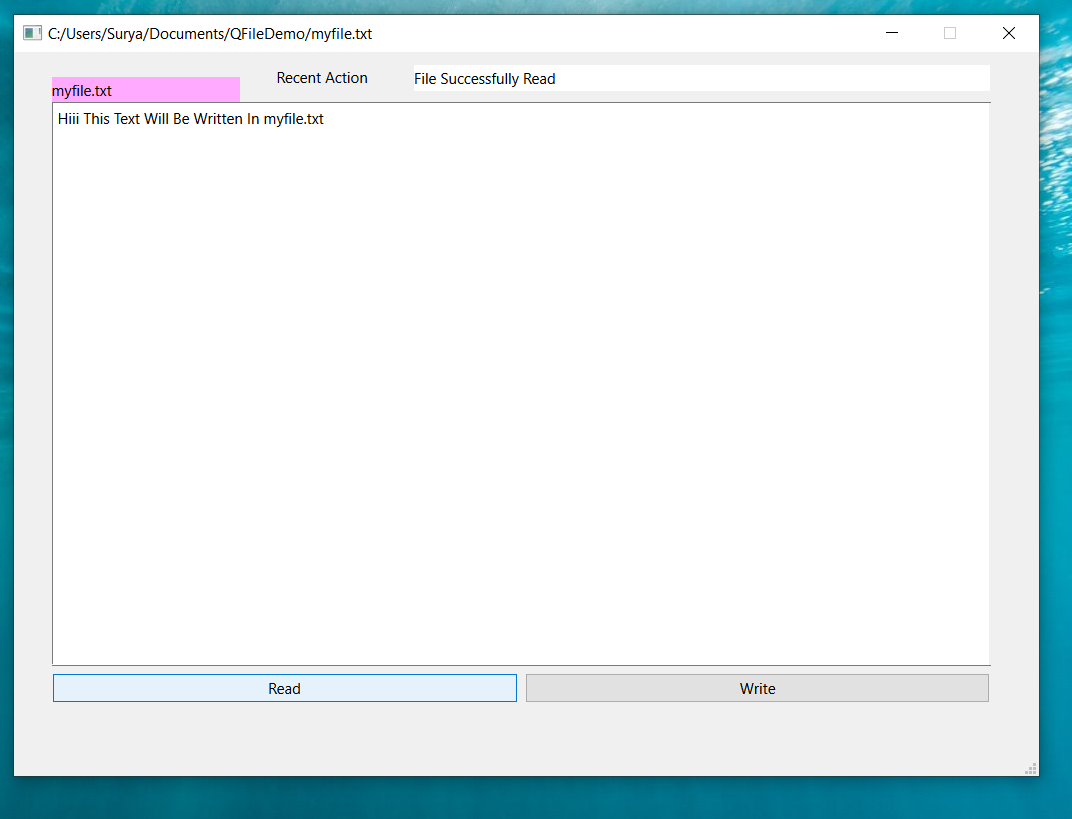 C:/Users/Surya/Documents/QFileDemo/myfile.txt
Recent Action
File Successfully Read
myfile.txt
Hiii This Text Will Be Written In myfile.txt
Read
Write